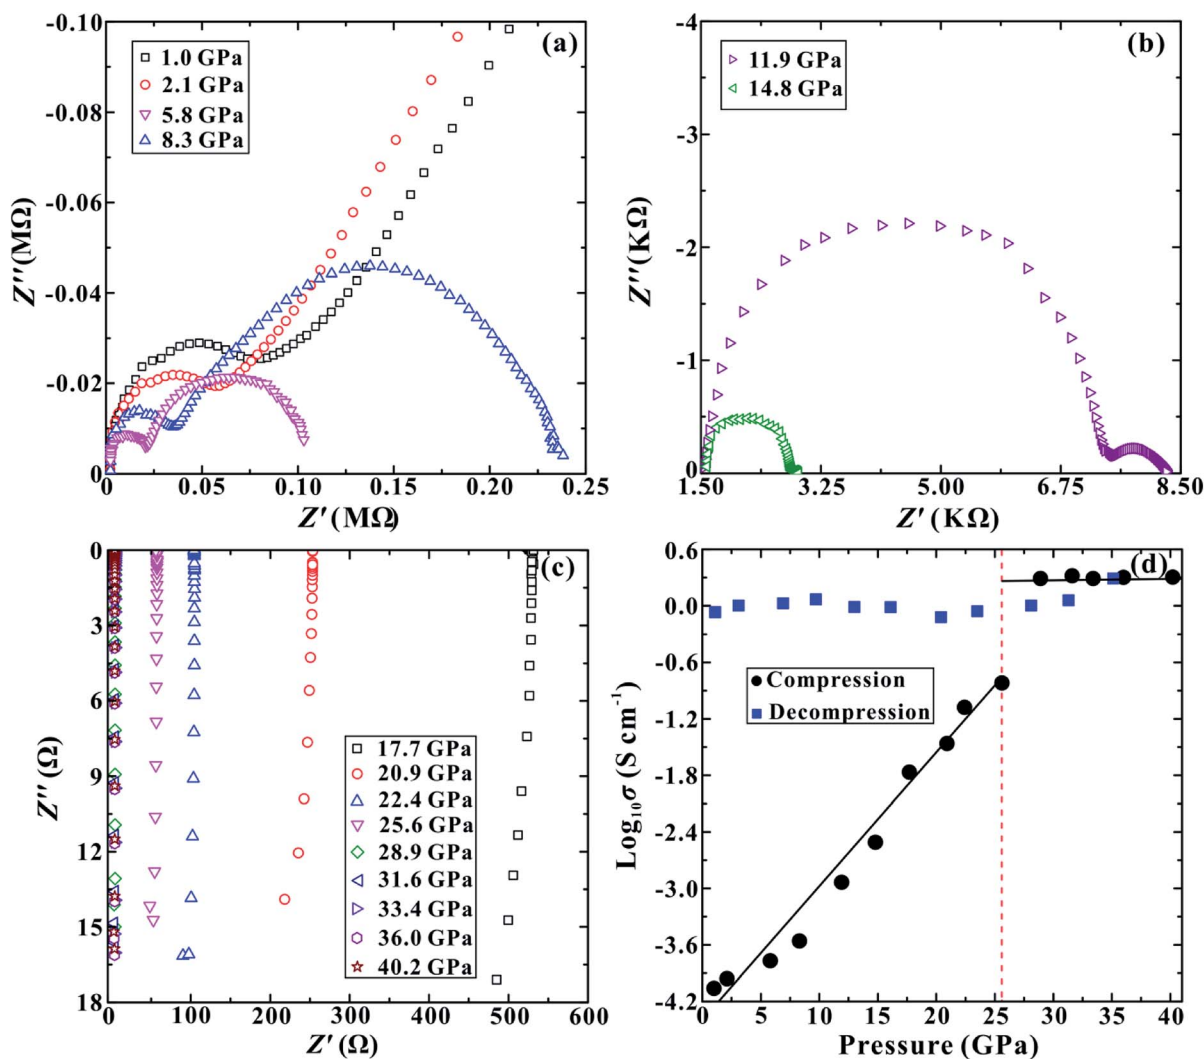 (a)
1.0 GPa
2.1 GPa
5.8 GPa
8.3 GPa
-0.10
-0.08
-0.06
-0.04
-0.02
0
Z''(MΩ)
0 0.05 0.10 0.15 0.20 0.25
Z' (MΩ)
(b)
11.9 GPa
14.8 GPa
-4
-3
-2
-1
0
Z''(KΩ)
1.50 3.25 5.00 6.75 8.50
Z' (KΩ)
(c)
0
3
6
9
12
15
18
Z'' (Ω)
17.7 GPa
20.9 GPa
22.4 GPa
25.6 GPa
28.9 GPa
31.6 GPa
33.4 GPa
36.0 GPa
40.2 GPa
0 100 200 300 400 500 600
Z' (Ω)
(d)
0.6
0.0
-0.6
-1.2
-1.8
-2.4
-3.0
-3.6
-4.2
Log₁₀σ (S cm⁻¹)
Compression
Decompression
0 5 10 15 20 25 30 35 40
Pressure (GPa)